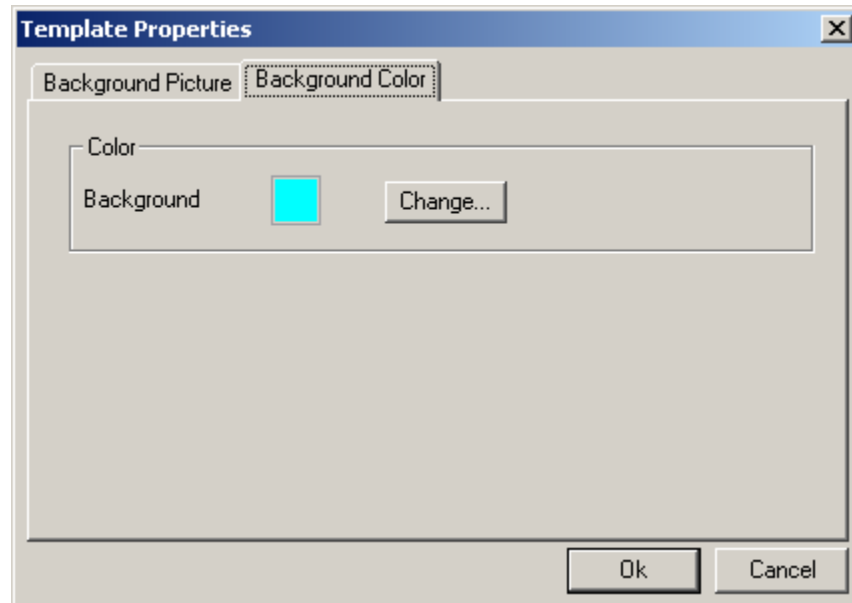 Template Properties
Background Picture Background Color
Color
Background Change...
Ok Cancel